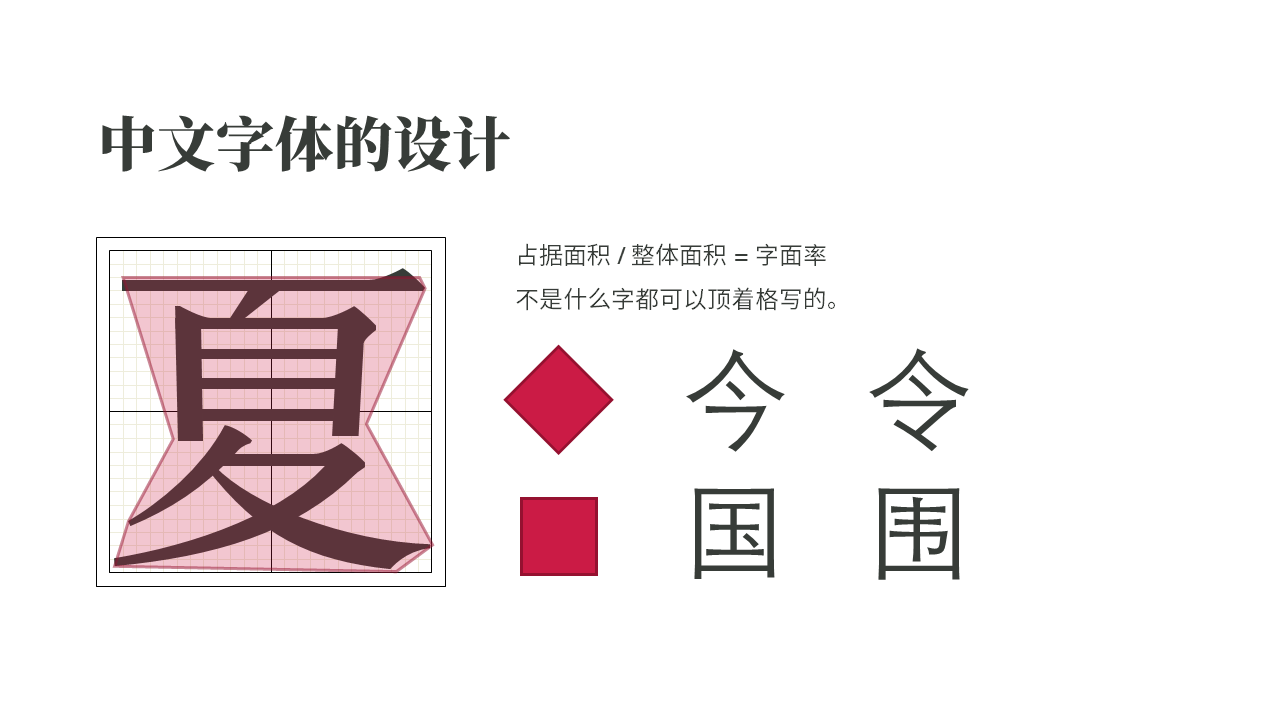 中文字体的设计
夏
占据面积 / 整体面积 = 字面率
不是什么字都可以顶着格写的。
今 令
国 围